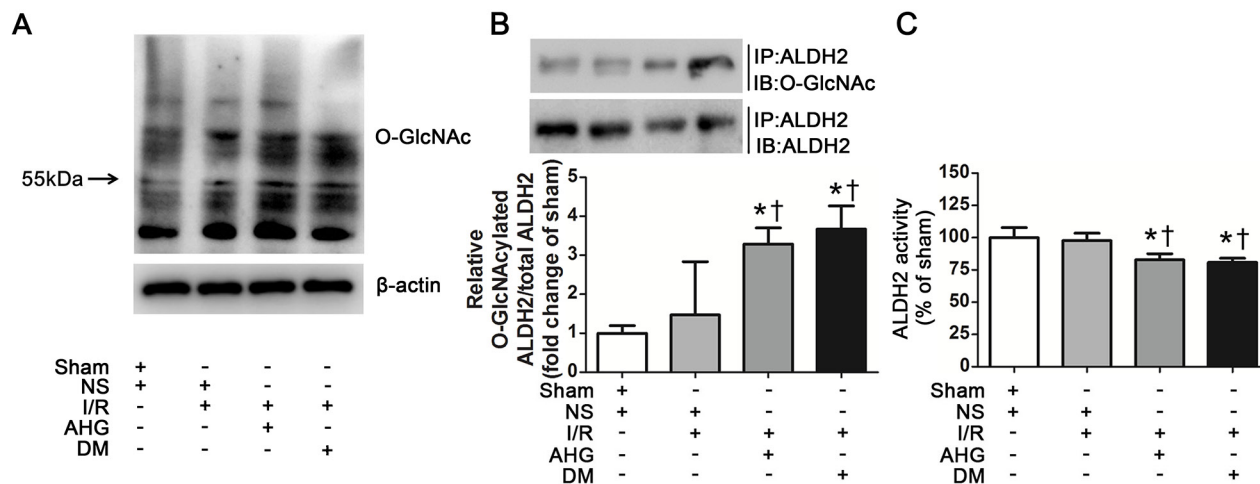 A
O-GlcNAc
55kDa
β-actin
Sham + - - -
NS + + - -
I/R - + + +
AHG - - + -
DM - - - +
B
IP:ALDH2
IB:O-GlcNAc
IP:ALDH2
IB:ALDH2
Relative
O-GlcNAcylated
ALDH2/total ALDH2
(fold change of sham)
5
4
3
2
1
0
*†
*†
Sham + - - -
NS + + - -
I/R - + + +
AHG - - + -
DM - - - +
C
ALDH2 activity
(% of sham)
150
125
100
75
50
25
0
*†
*†
Sham + - - -
NS + + - -
I/R - + + +
AHG - - + -
DM - - - +